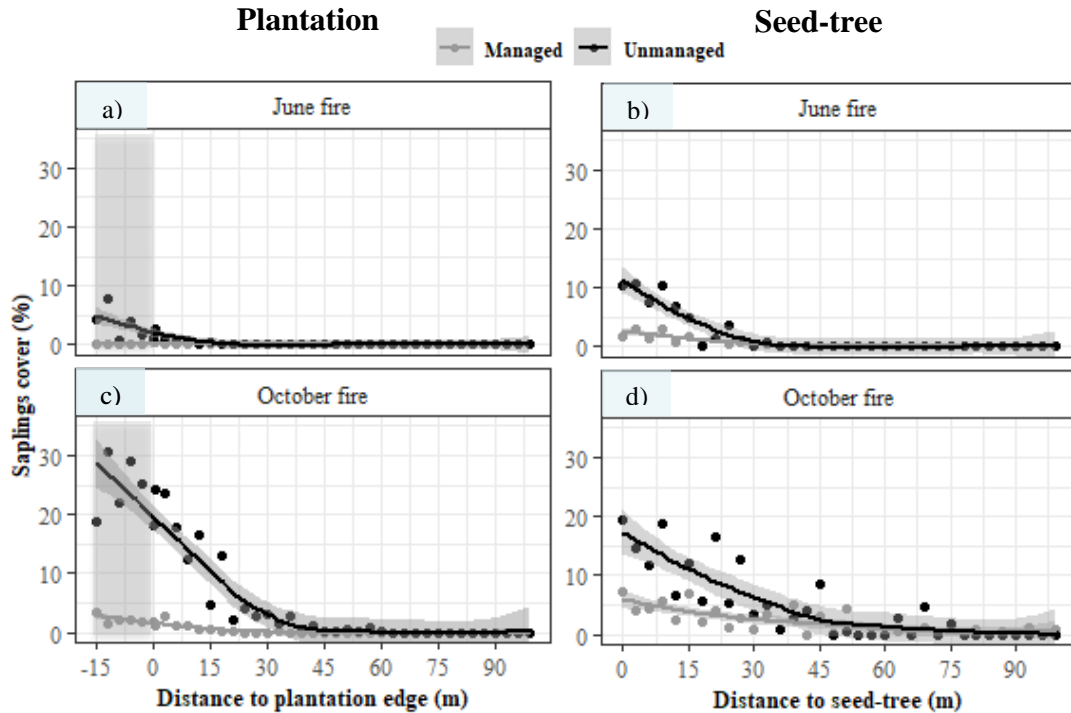 Plantation
Seed-tree
Managed
Unmanaged
a)
June fire
b)
June fire
30
20
10
0
30
20
10
0
c)
October fire
d)
October fire
30
20
10
0
30
20
10
0
Saplings cover (%)
-15 0 15 30 45 60 75 90
0 15 30 45 60 75 90
Distance to plantation edge (m)
Distance to seed-tree (m)